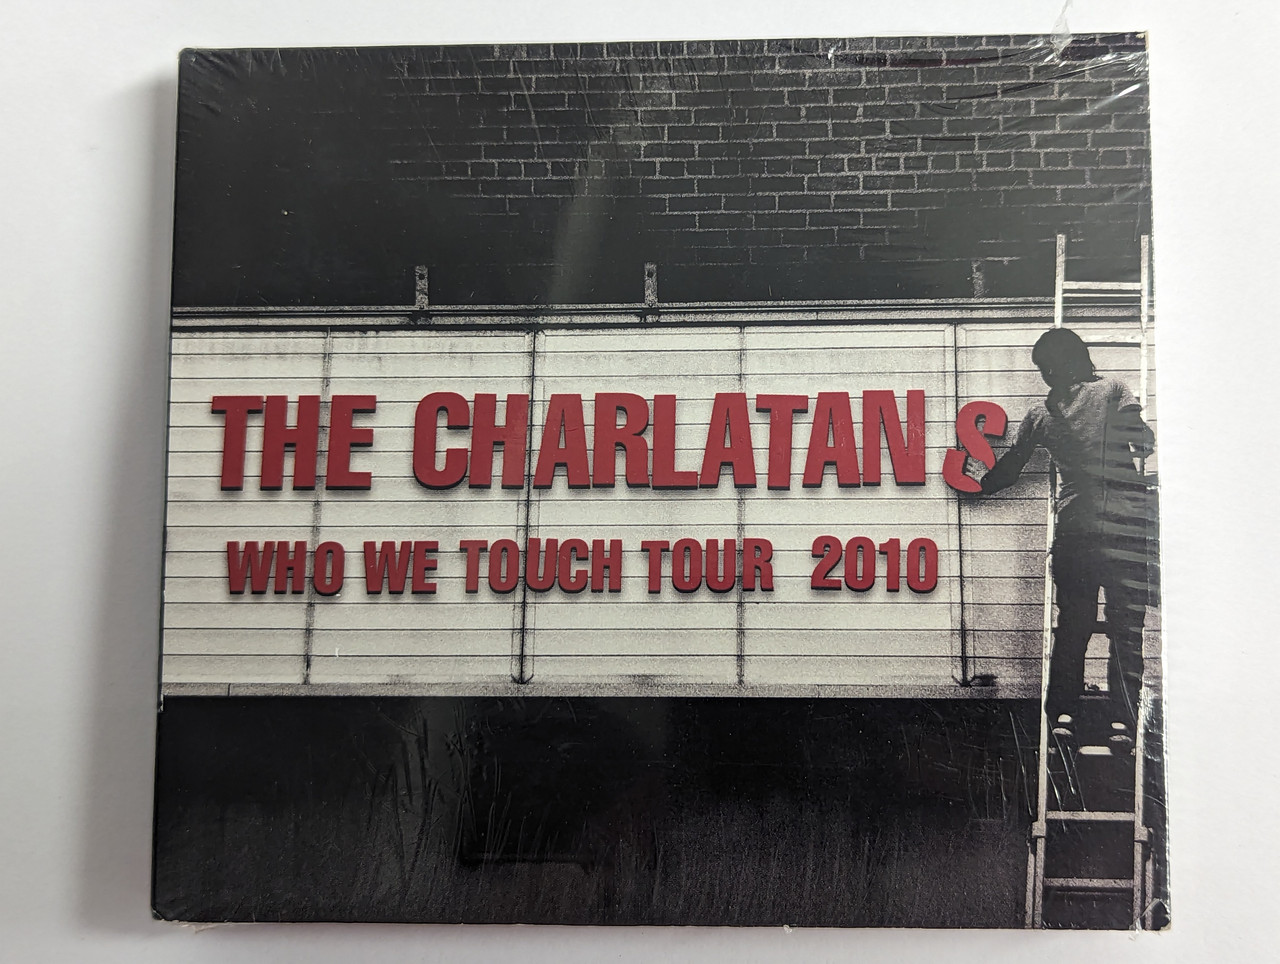 THE CHARLATANS
WHO WE TOUCH TOUR 2010